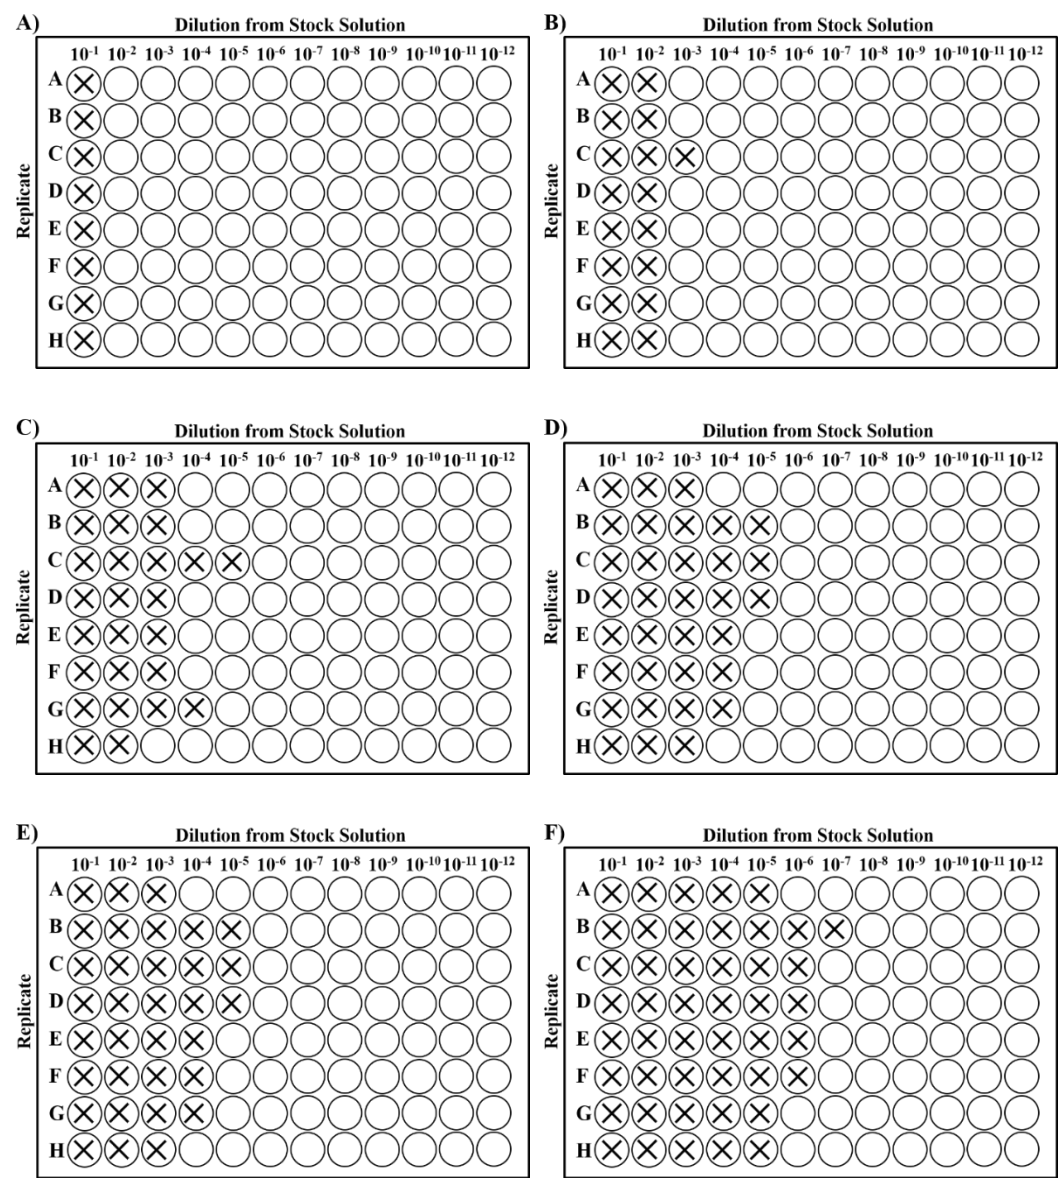 A)
Dilution from Stock Solution
10⁻¹ 10⁻² 10⁻³ 10⁻⁴ 10⁻⁵ 10⁻⁶ 10⁻⁷ 10⁻⁸ 10⁻⁹ 10⁻¹⁰ 10⁻¹¹ 10⁻¹²
Replicate
A
B
C
D
E
F
G
H
B)
Dilution from Stock Solution
10⁻¹ 10⁻² 10⁻³ 10⁻⁴ 10⁻⁵ 10⁻⁶ 10⁻⁷ 10⁻⁸ 10⁻⁹ 10⁻¹⁰ 10⁻¹¹ 10⁻¹²
Replicate
A
B
C
D
E
F
G
H
C)
Dilution from Stock Solution
10⁻¹ 10⁻² 10⁻³ 10⁻⁴ 10⁻⁵ 10⁻⁶ 10⁻⁷ 10⁻⁸ 10⁻⁹ 10⁻¹⁰ 10⁻¹¹ 10⁻¹²
Replicate
A
B
C
D
E
F
G
H
D)
Dilution from Stock Solution
10⁻¹ 10⁻² 10⁻³ 10⁻⁴ 10⁻⁵ 10⁻⁶ 10⁻⁷ 10⁻⁸ 10⁻⁹ 10⁻¹⁰ 10⁻¹¹ 10⁻¹²
Replicate
A
B
C
D
E
F
G
H
E)
Dilution from Stock Solution
10⁻¹ 10⁻² 10⁻³ 10⁻⁴ 10⁻⁵ 10⁻⁶ 10⁻⁷ 10⁻⁸ 10⁻⁹ 10⁻¹⁰ 10⁻¹¹ 10⁻¹²
Replicate
A
B
C
D
E
F
G
H
F)
Dilution from Stock Solution
10⁻¹ 10⁻² 10⁻³ 10⁻⁴ 10⁻⁵ 10⁻⁶ 10⁻⁷ 10⁻⁸ 10⁻⁹ 10⁻¹⁰ 10⁻¹¹ 10⁻¹²
Replicate
A
B
C
D
E
F
G
H